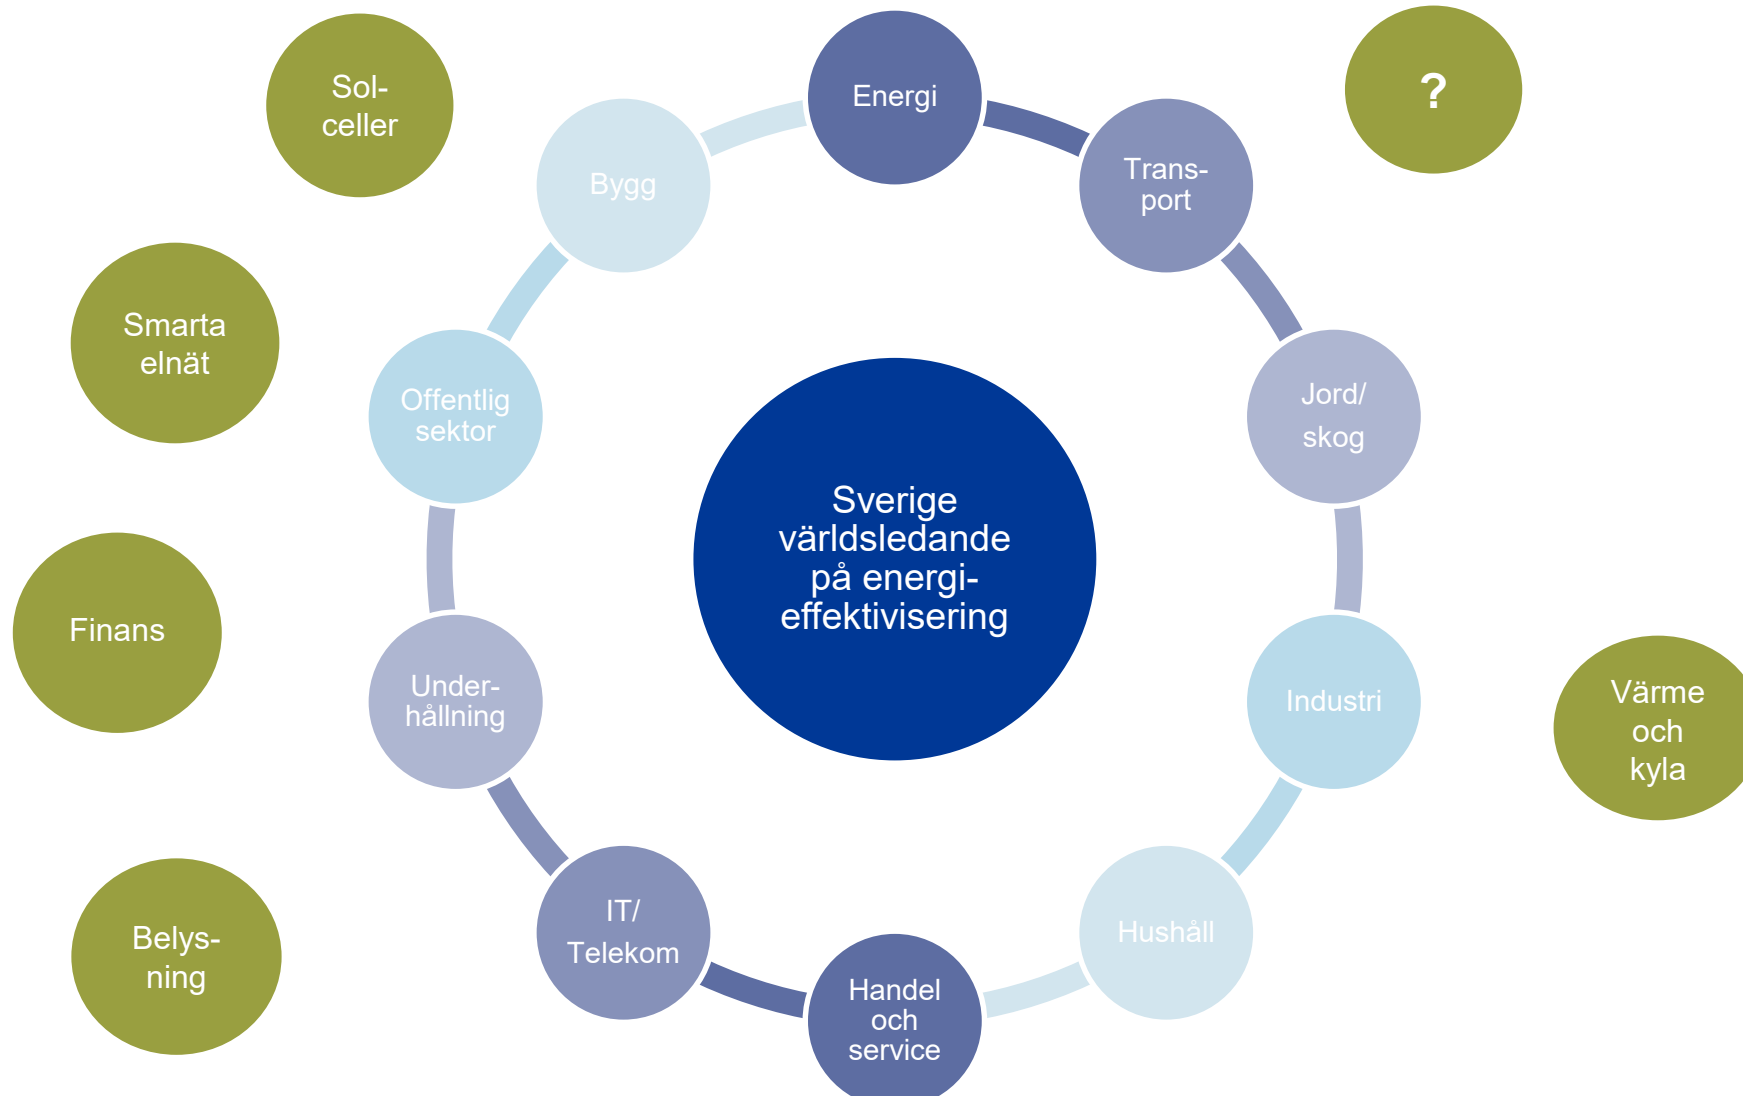 Sol-
celler
Energi
?
Bygg
Trans-
port
Smarta
elnät
Offentlig
sektor
Jord/
skog
Sverige
världsledande
på energi-
effektivisering
Finans
Under-
hållning
Industri
Värme
och
kyla
Belys-
ning
IT/
Telekom
Hushåll
Handel
och
service